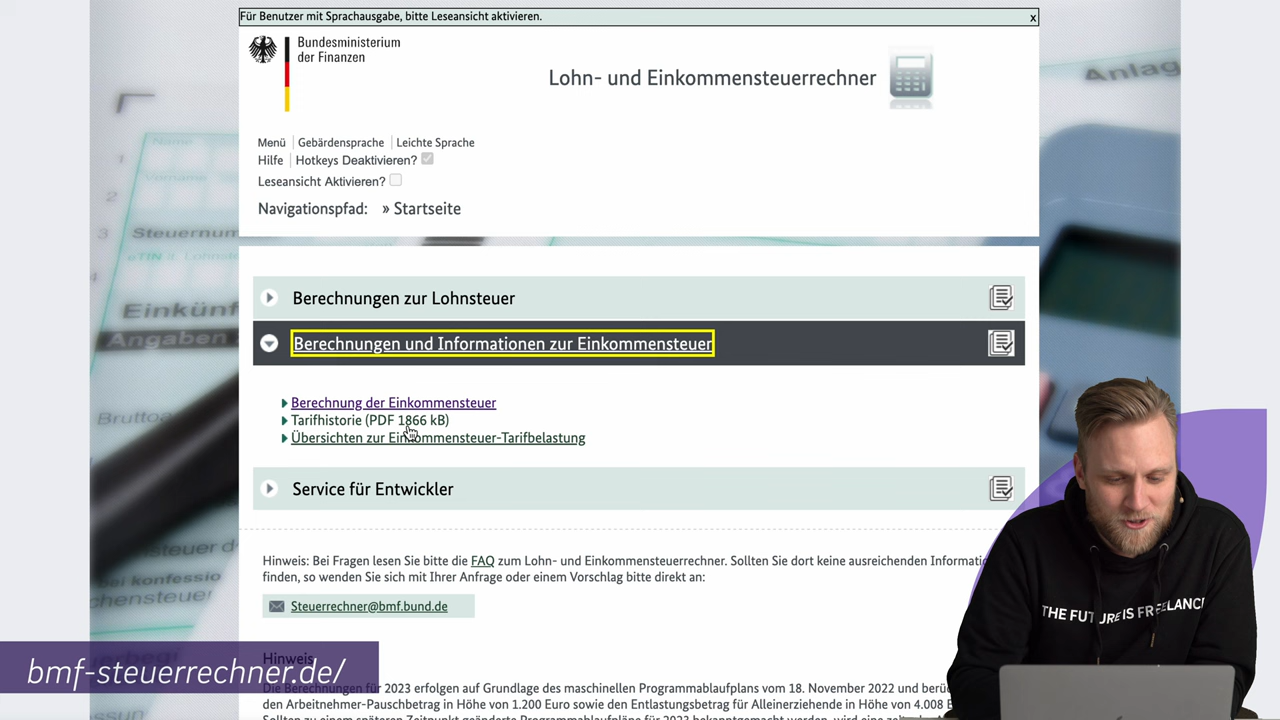 Für Benutzer mit Sprachausgabe, bitte Leseansicht aktivieren.
x
Bundesministerium
der Finanzen
Lohn- und Einkommensteuerrechner
Anlag
Menü
Gebärdensprache
Leichte Sprache
Hilfe
Hotkeys Deaktivieren?
Leseansicht Aktivieren?
Navigationspfad: » Startseite
Name
1
Vorname
2
3 Steuernum
Einkünf
Angaben
Bruttoa
Berechnungen zur Lohnsteuer
Berechnungen und Informationen zur Einkommensteuer
Berechnung der Einkommensteuer
Tarifhistorie (PDF 1866 kB)
Übersichten zur Einkommensteuer-Tarifbelastung
Service für Entwickler
Hinweis: Bei Fragen lesen Sie bitte die FAQ zum Lohn- und Einkommensteuerrechner. Sollten Sie dort keine ausreichenden Informati
finden, so wenden Sie sich mit Ihrer Anfrage oder einem Vorschlag bitte direkt an:
Steuerrechner@bmf.bund.de
THE FUTURE IS FREELANCE
Hinweis
bmf-steuerrechner.de/
Die Berechnungen für 2023 erfolgen auf Grundlage des maschinellen Programmablaufplans vom 18. November 2022 und berü
den Arbeitnehmer-Pauschbetrag in Höhe von 1.200 Euro sowie den Entlastungsbetrag für Alleinerziehende in Höhe von 4.008 E